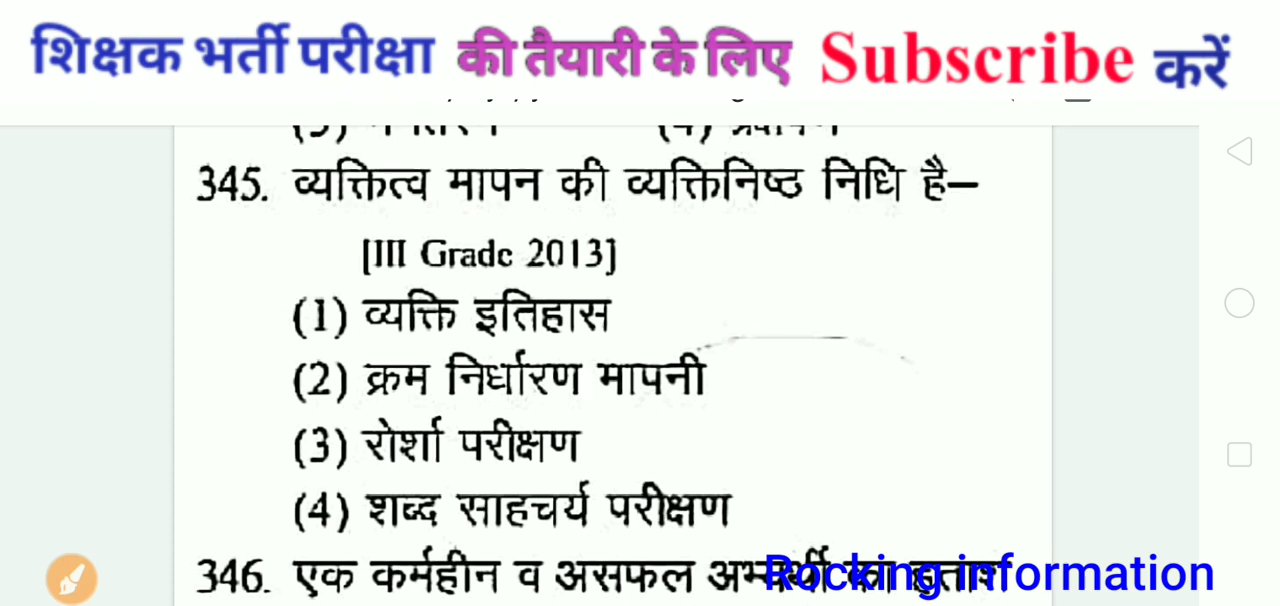 शिक्षक भर्ती परीक्षा की तैयारी के लिए Subscribe करें
345. व्यक्तित्व मापन की व्यक्तिनिष्ठ निधि है–
[III Grade 2013]
(1) व्यक्ति इतिहास
(2) क्रम निर्धारण मापनी
(3) रोर्शा परीक्षण
(4) शब्द साहचर्य परीक्षण
346. एक कर्महीन व असफल
Rocking information